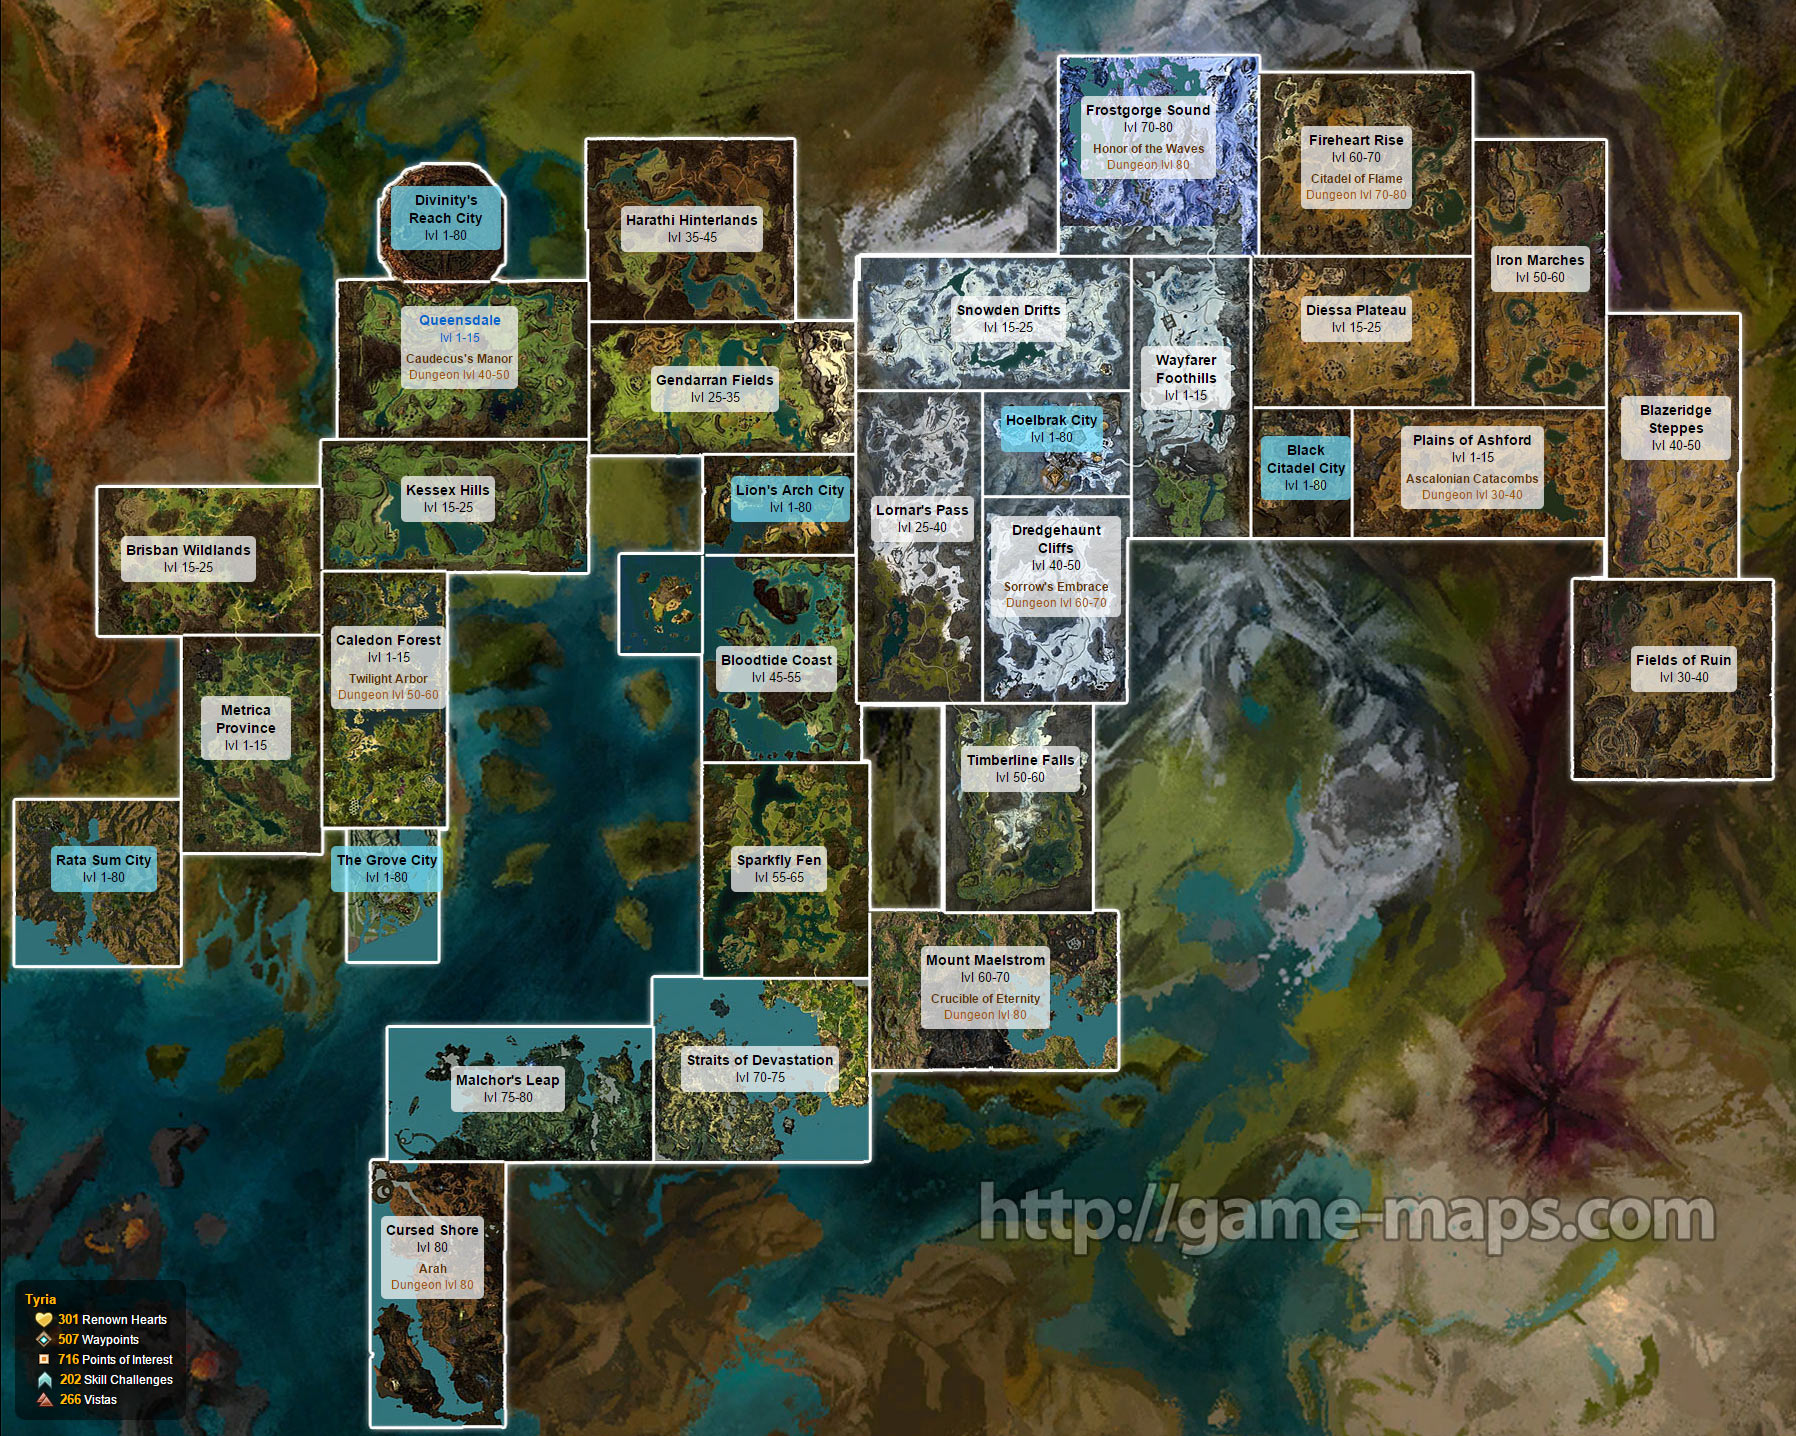 Frostgorge Sound
lvl 70-80
Honor of the Waves
Dungeon lvl 80
Fireheart Rise
lvl 60-70
Citadel of Flame
Dungeon lvl 70-80
Divinity's
Reach City
lvl 1-80
Harathi Hinterlands
lvl 35-45
Iron Marches
lvl 50-60
Queensdale
lvl 1-15
Caudecus's Manor
Dungeon lvl 40-50
Snowden Drifts
lvl 15-25
Diessa Plateau
lvl 15-25
Gendarran Fields
lvl 25-35
Wayfarer
Foothills
lvl 1-15
Hoelbrak City
lvl 1-80
Blazeridge
Steppes
lvl 40-50
Black
Citadel City
lvl 1-80
Plains of Ashford
lvl 1-15
Ascalonian Catacombs
Dungeon lvl 30-40
Kessex Hills
lvl 15-25
Lion's Arch City
lvl 1-80
Lornar's Pass
lvl 25-40
Dredgehaunt
Cliffs
lvl 40-50
Sorrow's Embrace
Dungeon lvl 60-70
Brisban Wildlands
lvl 15-25
Caledon Forest
lvl 1-15
Twilight Arbor
Dungeon lvl 50-60
Bloodtide Coast
lvl 45-55
Fields of Ruin
lvl 30-40
Metrica
Province
lvl 1-15
Timberline Falls
lvl 50-60
Rata Sum City
lvl 1-80
The Grove City
lvl 1-80
Sparkfly Fen
lvl 55-65
Mount Maelstrom
lvl 60-70
Crucible of Eternity
Dungeon lvl 80
Malchor's Leap
lvl 75-80
Straits of Devastation
lvl 70-75
Cursed Shore
lvl 80
Arah
Dungeon lvl 80
http://game-maps.com
Tyria
301 Renown Hearts
507 Waypoints
716 Points of Interest
202 Skill Challenges
266 Vistas